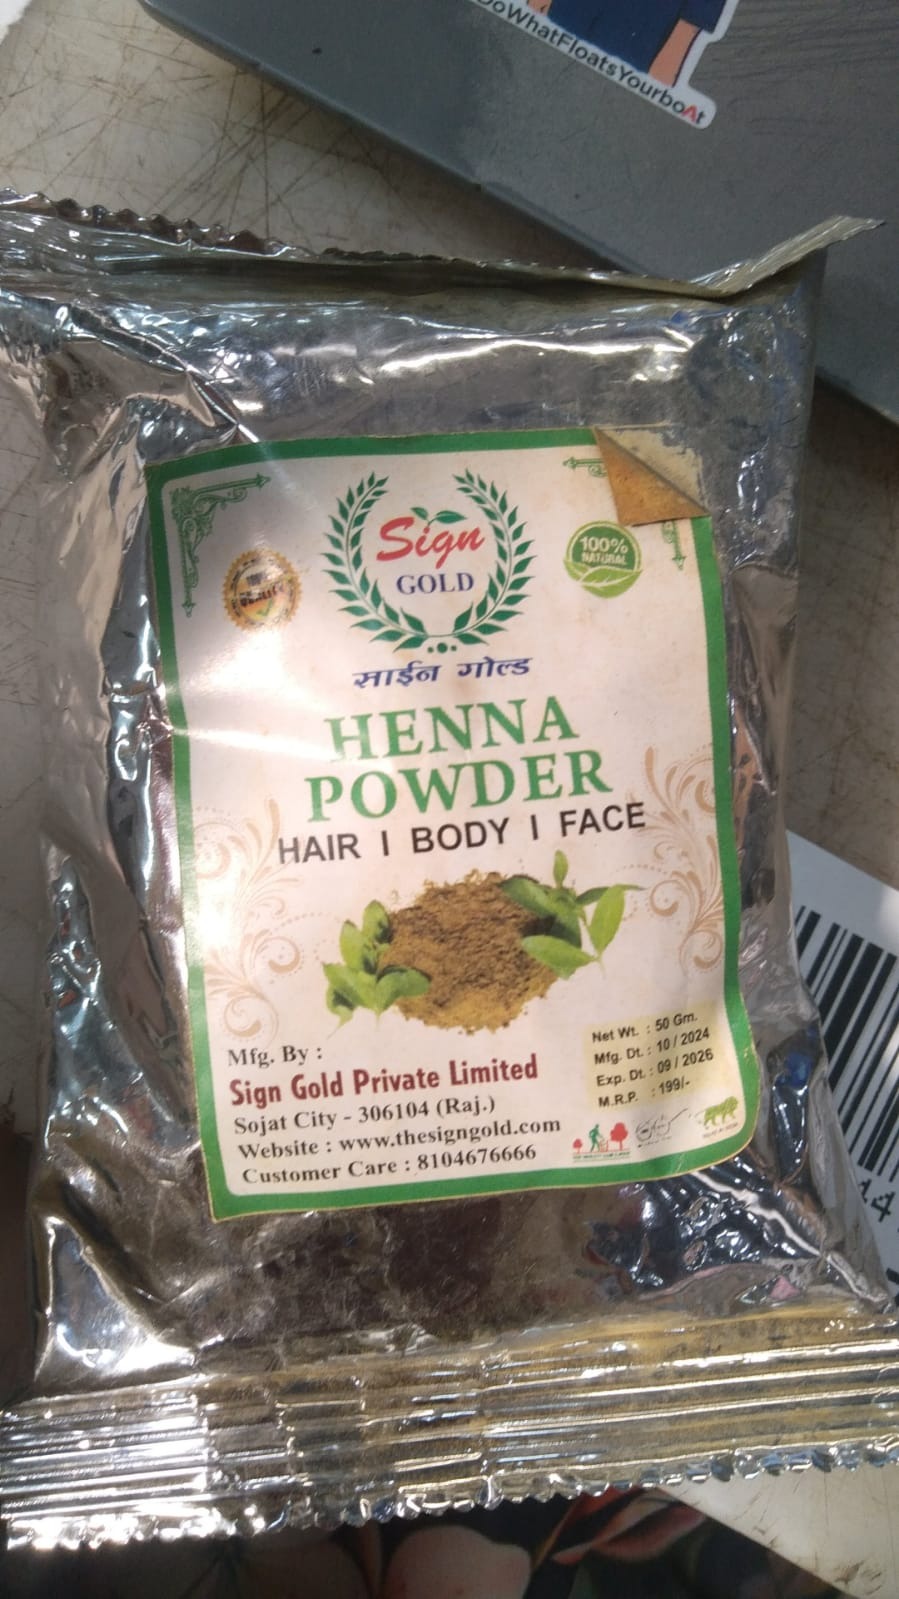 DoWhatFloatsYourboAt
Sign
GOLD
100%
NATURAL
साईन गोल्ड
HENNA
POWDER
HAIR I BODY I FACE
Mfg. By :
Sign Gold Private Limited
Sojat City - 306104 (Raj.)
Website : www.thesigngold.com
Customer Care : 8104676666
Net Wt. : 50 Gm.
Mfg. Dt. : 10 / 2024
Exp. Dt. : 09 / 2026
M.R.P. : 199/-